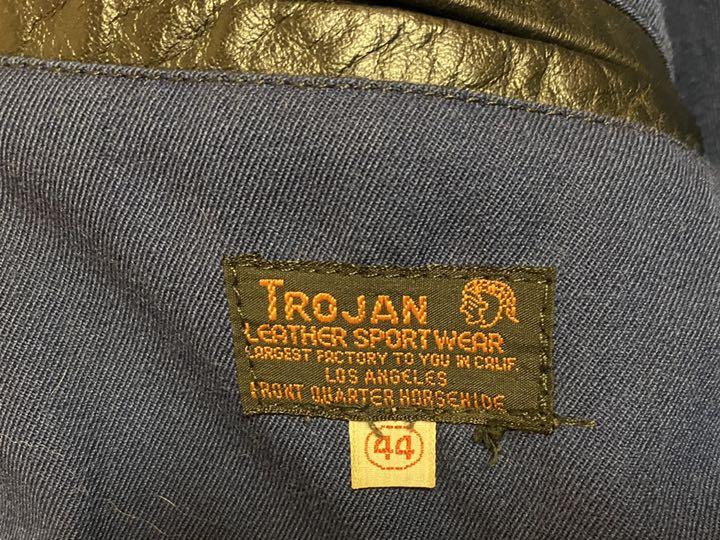 TROJAN
LEATHER SPORTWEAR
LARGEST FACTORY TO YOU IN CALIF.
LOS ANGELES
FRONT QUARTER HORSEHIDE
44